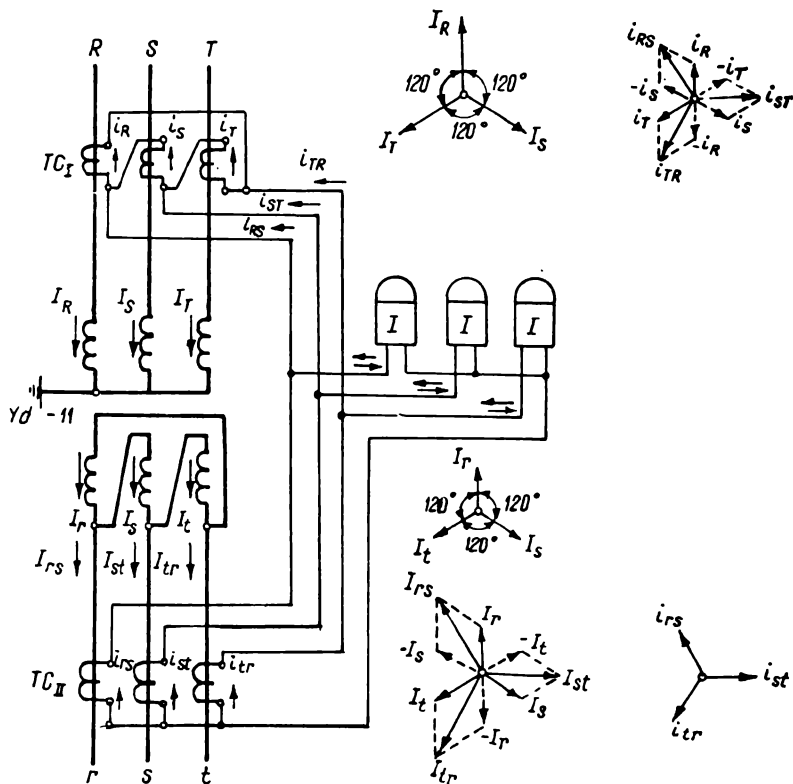 R S T
i_R i_S i_T
TC_I
i_TR
i_ST
i_RS
I_R I_S I_T
I I I
Yd -11
I_r I_s I_t
I_rs I_st I_tr
TC_II
i_rs i_st i_tr
r s t
I_R
120° 120°
120°
I_T I_S
i_RS i_R
-i_T
-i_S i_ST
i_T i_s
-i_R
i_TR
I_r
120° 120°
120°
I_t I_s
I_rs I_r
-I_s -I_t
I_st
I_t I_s
-I_r
I_tr
i_rs
i_st
i_tr